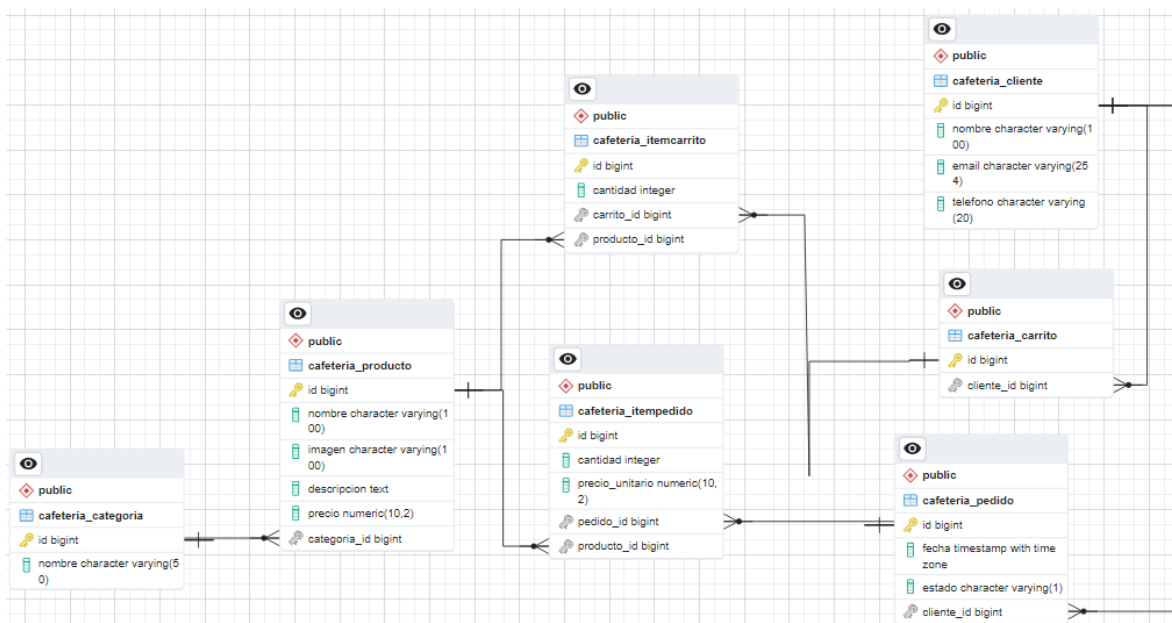 public
cafeteria_cliente
id bigint
nombre character varying(1
00)
email character varying(25
4)
telefono character varying
(20)
public
cafeteria_itemcarrito
id bigint
cantidad integer
carrito_id bigint
producto_id bigint
public
cafeteria_carrito
id bigint
cliente_id bigint
public
cafeteria_producto
id bigint
nombre character varying(1
00)
imagen character varying(1
00)
descripcion text
precio numeric(10,2)
categoria_id bigint
public
cafeteria_itempedido
id bigint
cantidad integer
precio_unitario numeric(10,
2)
pedido_id bigint
producto_id bigint
public
cafeteria_categoria
id bigint
nombre character varying(5
0)
public
cafeteria_pedido
id bigint
fecha timestamp with time
zone
estado character varying(1)
cliente_id bigint